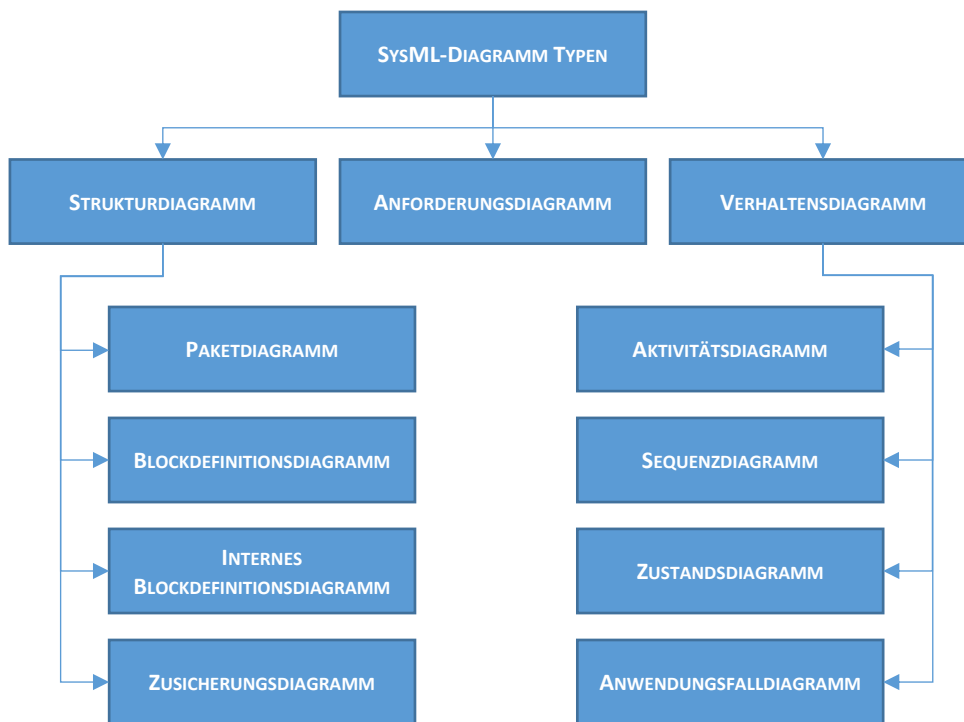 SysML-Diagramm Typen
Strukturdiagramm
Anforderungsdiagramm
Verhaltensdiagramm
Paketdiagramm
Aktivitätsdiagramm
Blockdefinitionsdiagramm
Sequenzdiagramm
Internes
Blockdefinitionsdiagramm
Zustandsdiagramm
Zusicherungsdiagramm
Anwendungsfalldiagramm